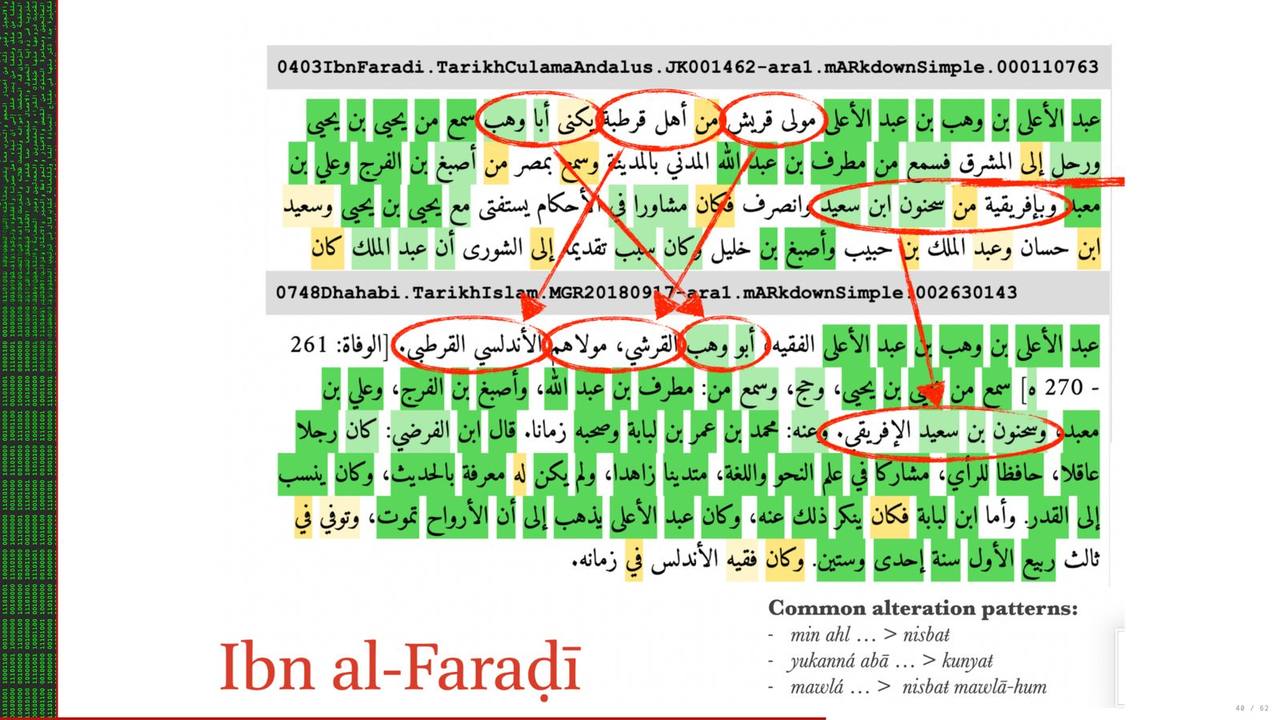 0403IbnFaradi.TarikhCulamaAndalus.JK001462-ara1.mARkdownSimple.000110763
عبد الأعلى بن وهب بن عبد الأعلى مولى قريش من أهل قرطبة يكنى أبا وهب سمع من يحيى بن يحيى
ورحل إلى المشرق فسمع من مطرف بن عبد الله المدني بالمدينة وسمع بمصر من أصبغ بن الفرج وعلي بن
معبد وبإفريقية من سحنون ابن سعيد وانصرف فكان مشاورا في الأحكام يستفتى مع يحيى بن يحيى وسعيد
ابن حسان وعبد الملك بن حبيب وأصبغ بن خليل وكان سبب تقديمه إلى الشورى أن عبد الملك كان
0748Dhahabi.TarikhIslam.MGR20180917-ara1.mARkdownSimple.002630143
عبد الأعلى بن وهب بن عبد الأعلى الفقيه، أبو وهب القرشي، مولاهم الأندلسي القرطبي. [الوفاة: 261
- 270 ه] سمع من يحيى بن يحيى، وحج، وسمع من: مطرف بن عبد الله، وأصبغ بن الفرج، وعلي بن
معبد، وسحنون بن سعيد الإفريقي. وعنه: محمد بن عمر بن لبابة وصحبه زمانا. قال ابن الفرضي: كان رجلا
عاقلا، حافظا للرأي، مشاركا في علم النحو واللغة، متدينا زاهدا، ولم يكن له معرفة بالحديث، وكان ينسب
إلى القدر. وأما ابن لبابة فكان ينكر ذلك عنه، وكان عبد الأعلى يذهب إلى أن الأرواح تموت، وتوفي في
ثالث ربيع الأول سنة إحدى وستين. وكان فقيه الأندلس في زمانه.
Common alteration patterns:
- min ahl … > nisbat
- yukanná abā … > kunyat
- mawlá … > nisbat mawlā-hum
Ibn al-Faraḍī
40 / 62